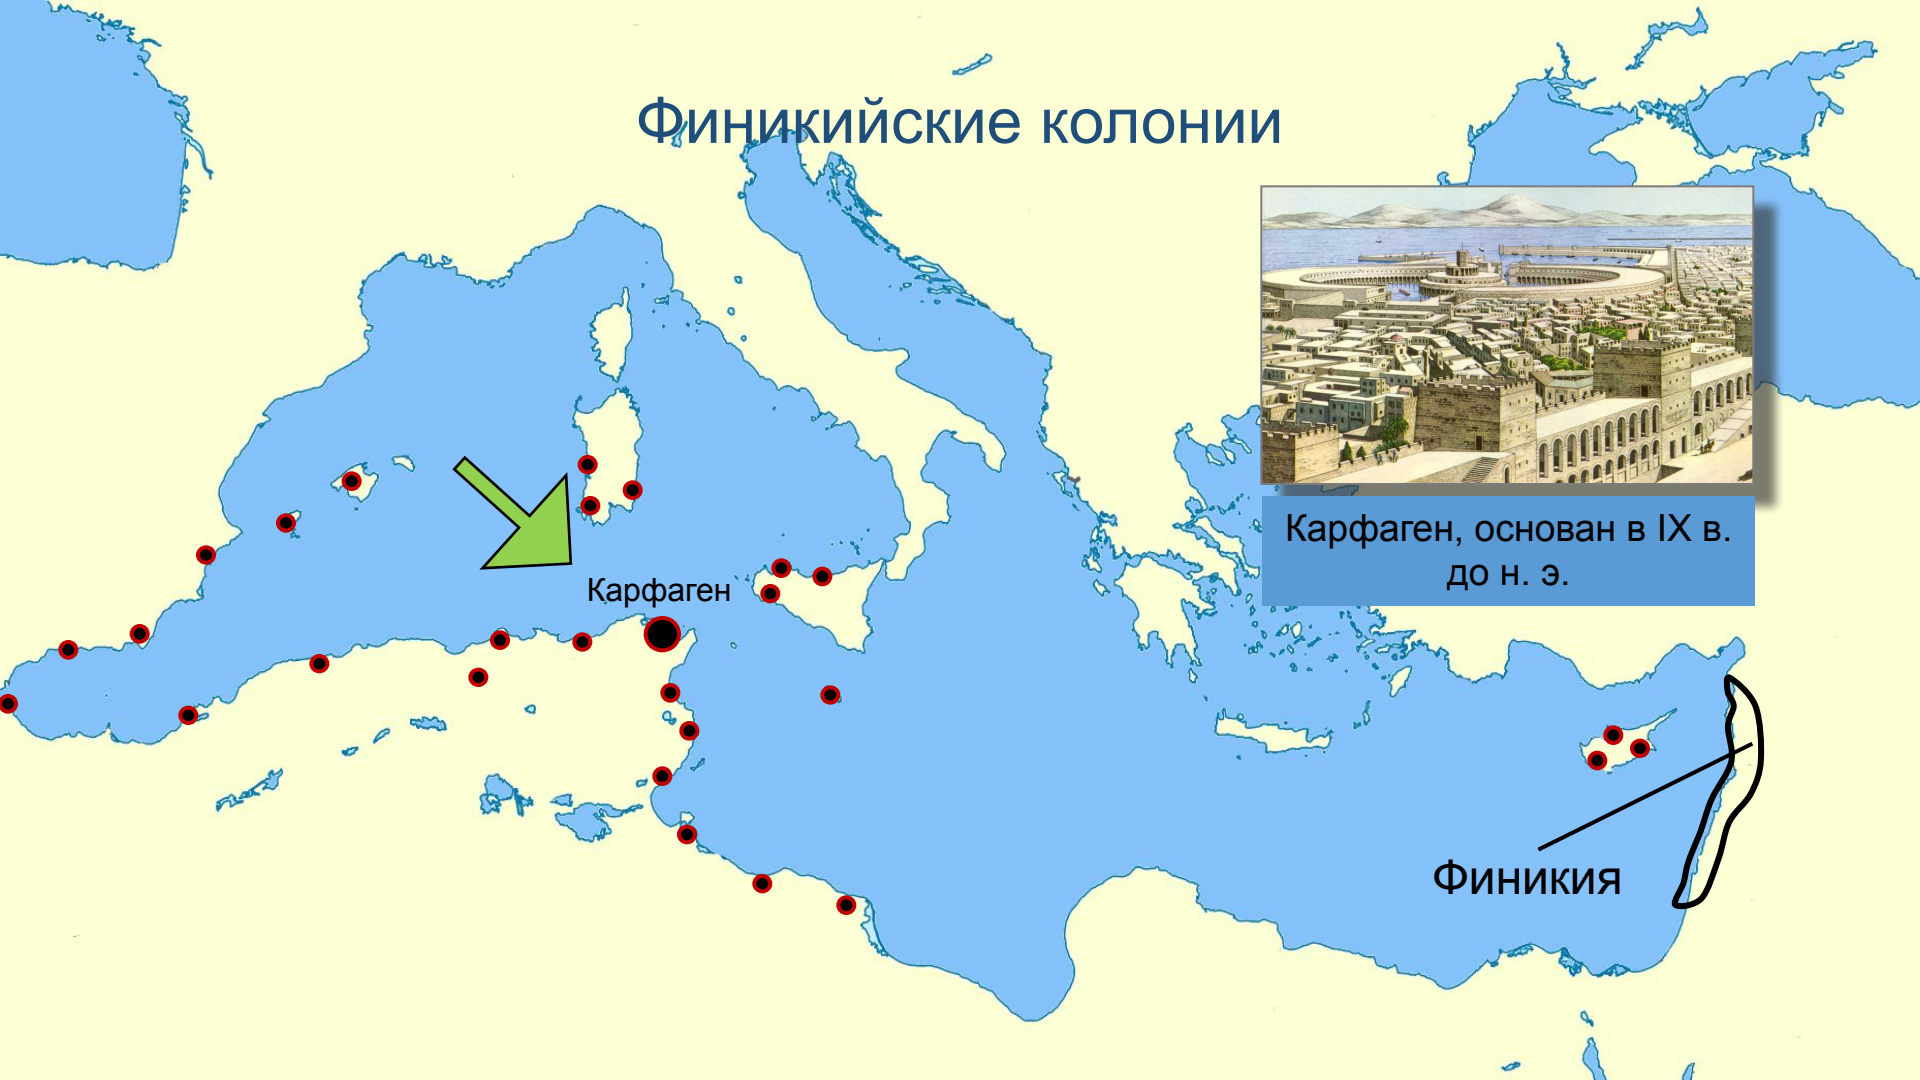 Финикийские колонии
Карфаген, основан в IX в.
до н. э.
Карфаген
Финикия